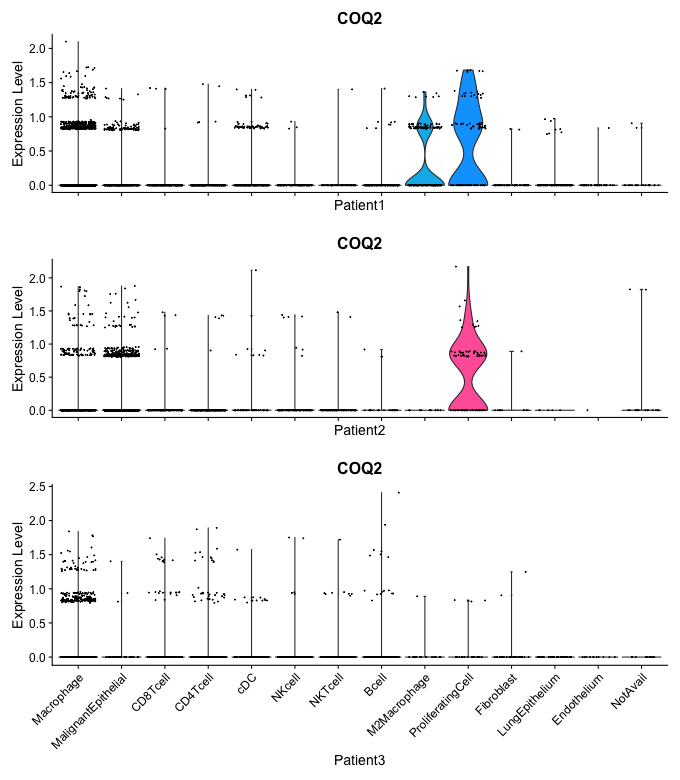 COQ2
Expression Level
2.0
1.5
1.0
0.5
0.0
Patient1
COQ2
Expression Level
2.0
1.5
1.0
0.5
0.0
Patient2
COQ2
Expression Level
2.5
2.0
1.5
1.0
0.5
0.0
Macrophage
MalignantEpithelial
CD8Tcell
CD4Tcell
cDC
NKcell
NKTcell
Bcell
M2Macrophage
ProliferatingCell
Fibroblast
LungEpithelium
Endothelium
NotAvail
Patient3